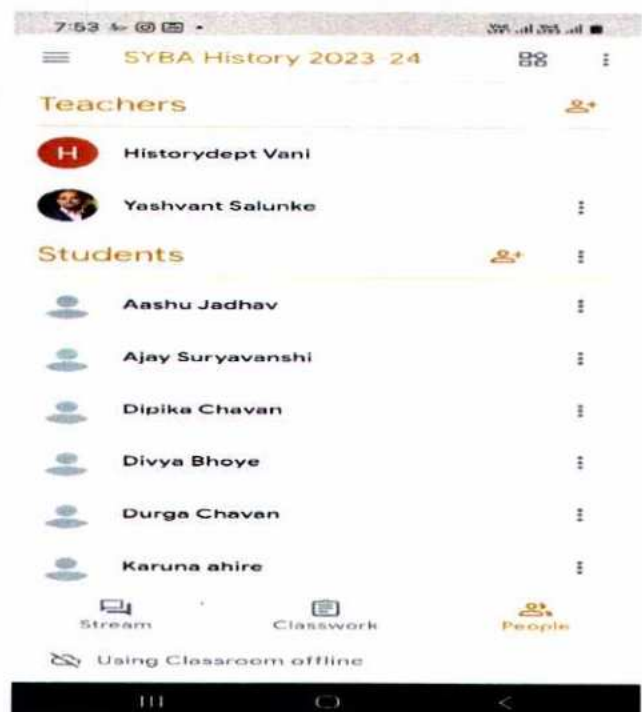 7:53
SYBA History 2023-24
Teachers
H Historydept Vani
Yashvant Salunke
Students
Aashu Jadhav
Ajay Suryavanshi
Dipika Chavan
Divya Bhoye
Durga Chavan
Karuna ahire
Stream Classwork People
Using Classroom offline